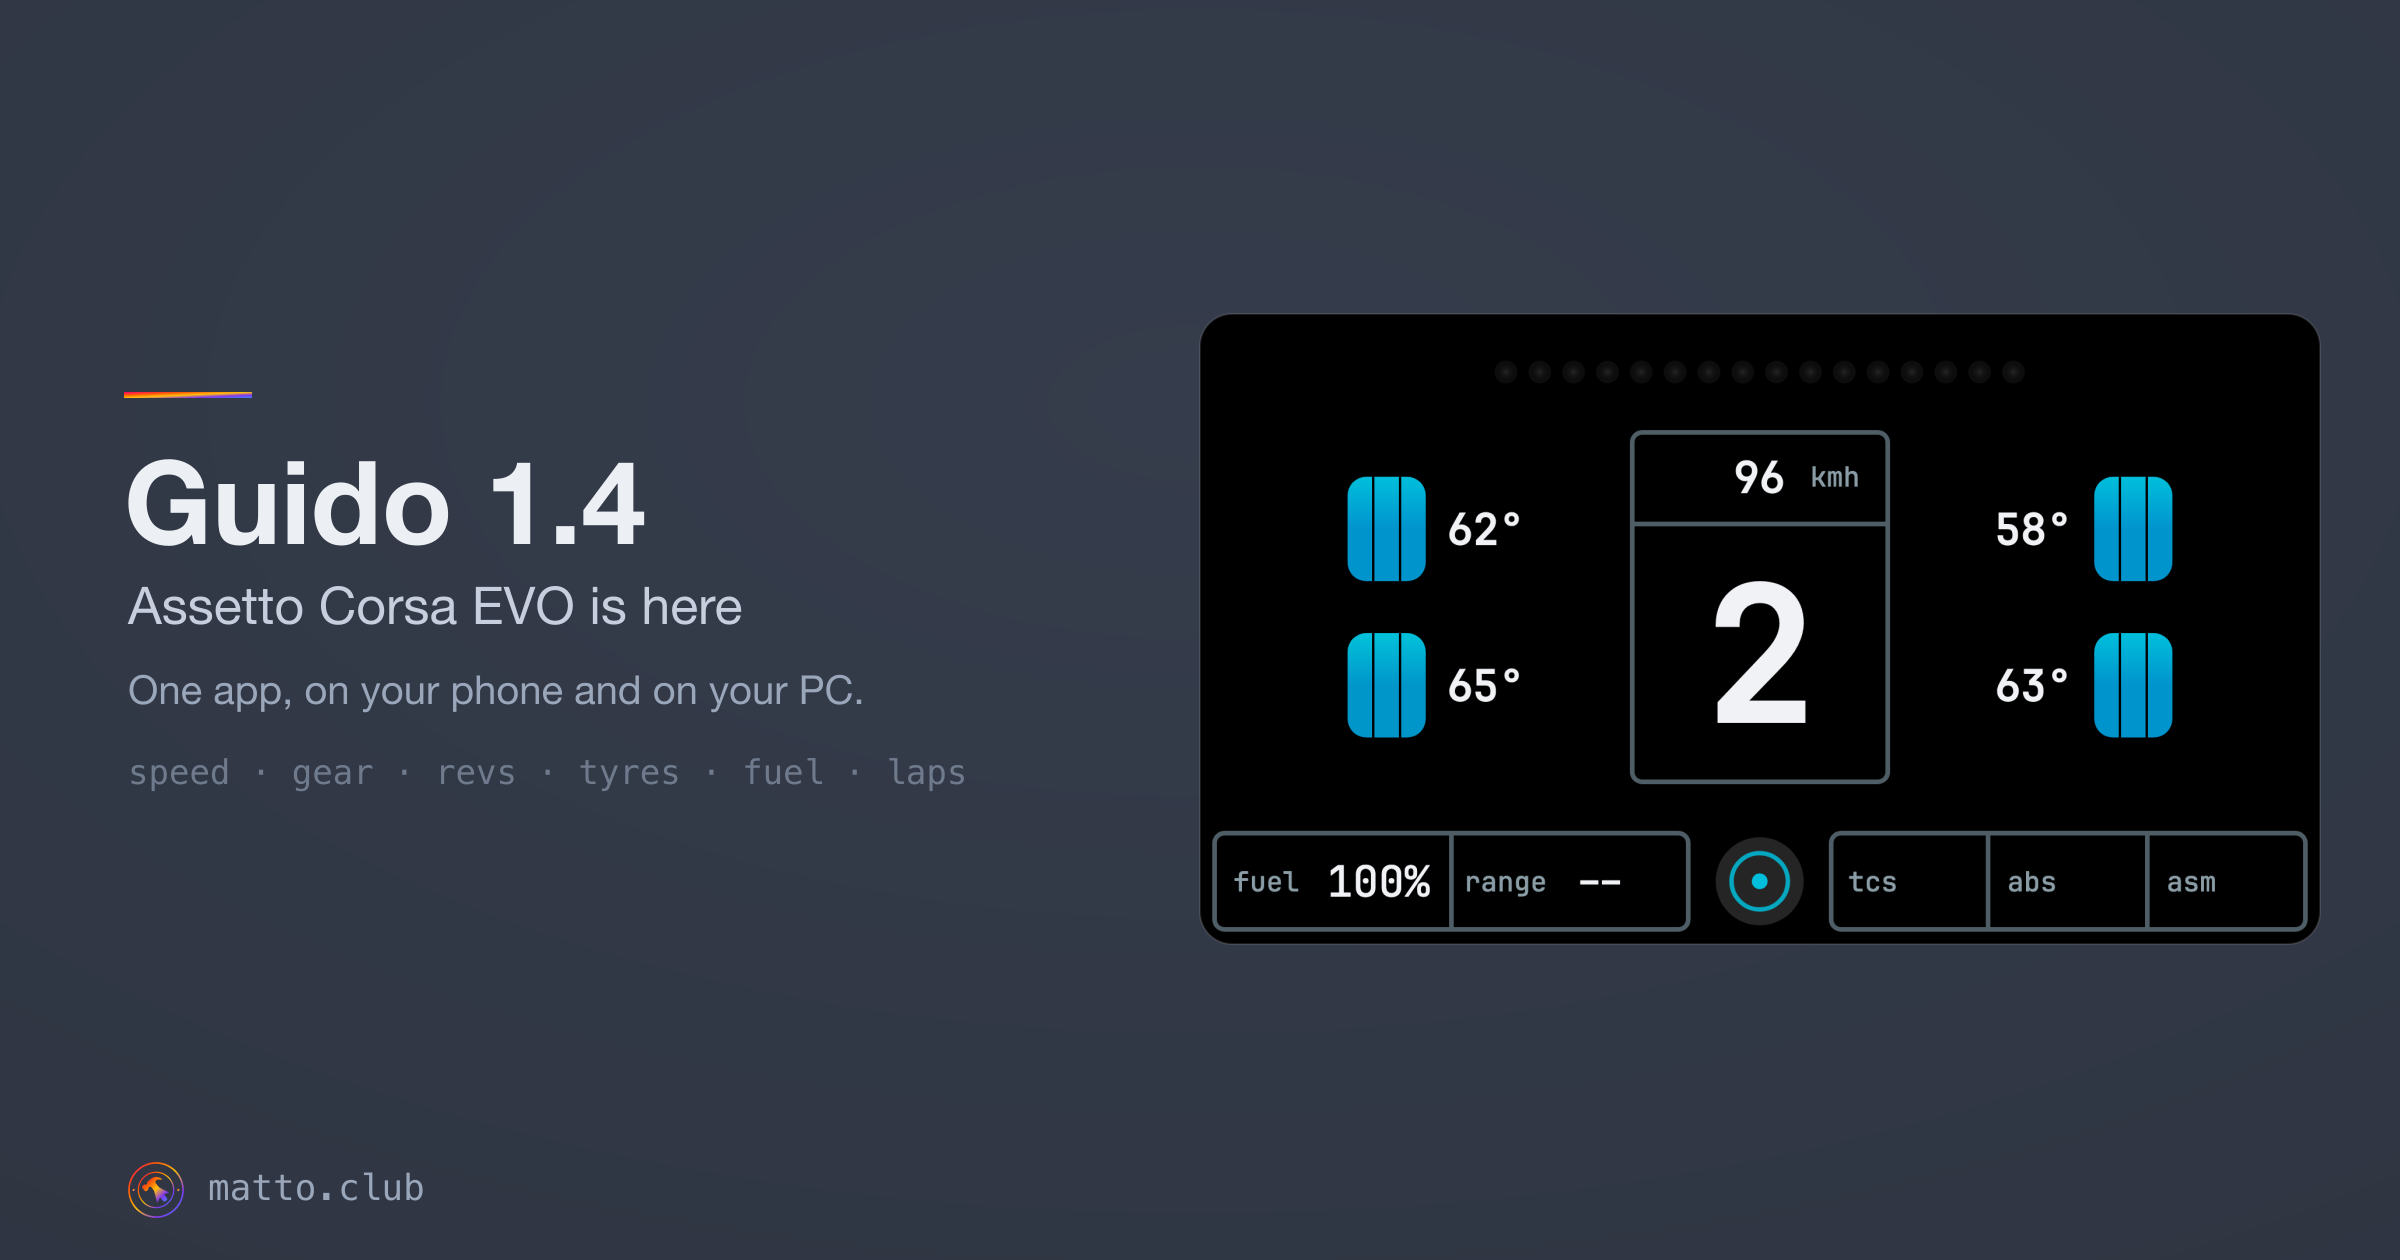 Guido 1.4
Assetto Corsa EVO is here
One app, on your phone and on your PC.
speed · gear · revs · tyres · fuel · laps
matto.club
96 kmh
62° 58°
2
65° 63°
fuel 100% range -- tcs abs asm